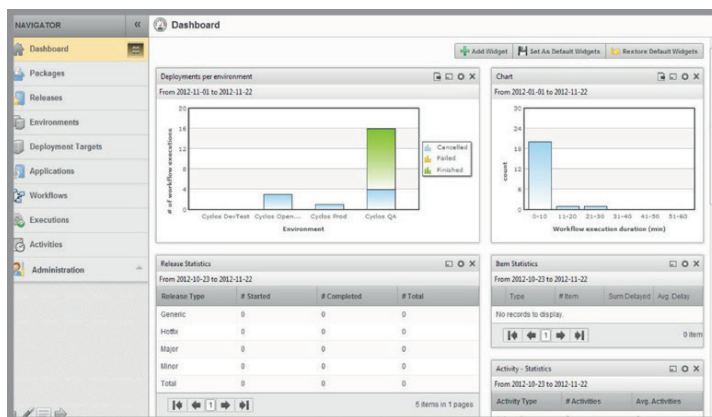 NAVIGATOR
«
Dashboard
Dashboard
Packages
Releases
Environments
Deployment Targets
Applications
Workflows
Executions
Activities
Administration
Add Widget
Set As Default Widgets
Restore Default Widgets
Deployments per environment
From 2012-11-01 to 2012-11-22
# of workflow executions
20
16
12
8
4
0
Cyclos DevTest
Cyclos Open...
Cyclos Prod
Cyclos QA
Environment
Cancelled
Failed
Finished
Chart
From 2012-01-01 to 2012-11-22
count
30
24
18
12
6
0
0-10
11-20
21-30
31-40
41-50
51-60
Workflow execution duration (min)
Release Statistics
From 2012-10-23 to 2012-11-22
Release Type # Started # Completed # Total
Generic 0 0 0
Hotfix 0 0 0
Major 0 0 0
Minor 0 0 0
Total 0 0 0
1
5 items in 1 pages
Item Statistics
From 2012-10-23 to 2012-11-22
Type # Item Sum Delayed Avg. Delay
No records to display.
1
0 item
Activity - Statistics
From 2012-10-23 to 2012-11-22
Activity Type # Activities Avg. Activities